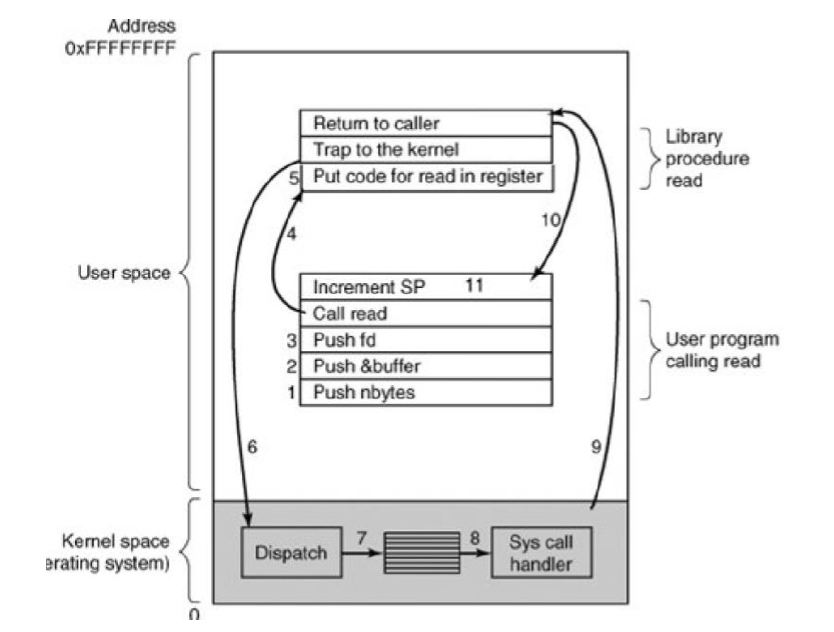 Address
0xFFFFFFFF
Return to caller
Trap to the kernel
5 Put code for read in register
Library
procedure
read
4
10
User space
Increment SP 11
Call read
3 Push fd
2 Push &buffer
1 Push nbytes
User program
calling read
6
9
Kernel space
erating system)
Dispatch
7
8
Sys call
handler
0